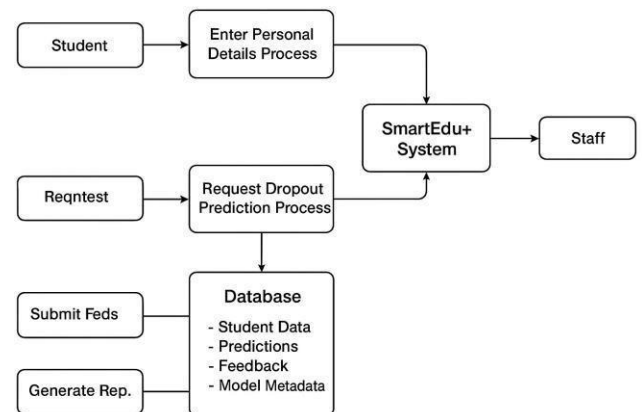 Student
Enter Personal
Details Process
SmartEdu+
System
Staff
Reqntest
Request Dropout
Prediction Process
Submit Feds
Generate Rep.
Database
- Student Data
- Predictions
- Feedback
- Model Metadata